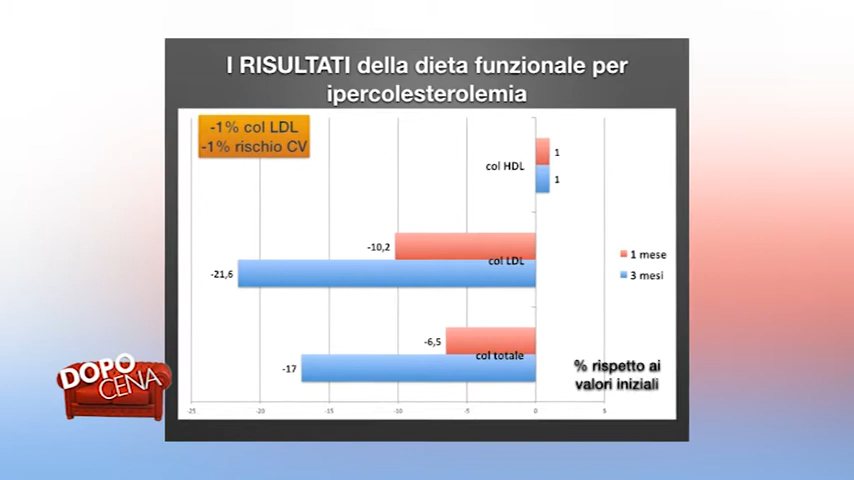 I RISULTATI della dieta funzionale per
ipercolesterolemia
-1% col LDL
-1% rischio CV
col HDL
1
1
-10,2
col LDL
-21,6
1 mese
3 mesi
-6,5
col totale
-17
% rispetto ai
valori iniziali
-25 -20 -15 -10 -5 0 5
DOPO
CENA